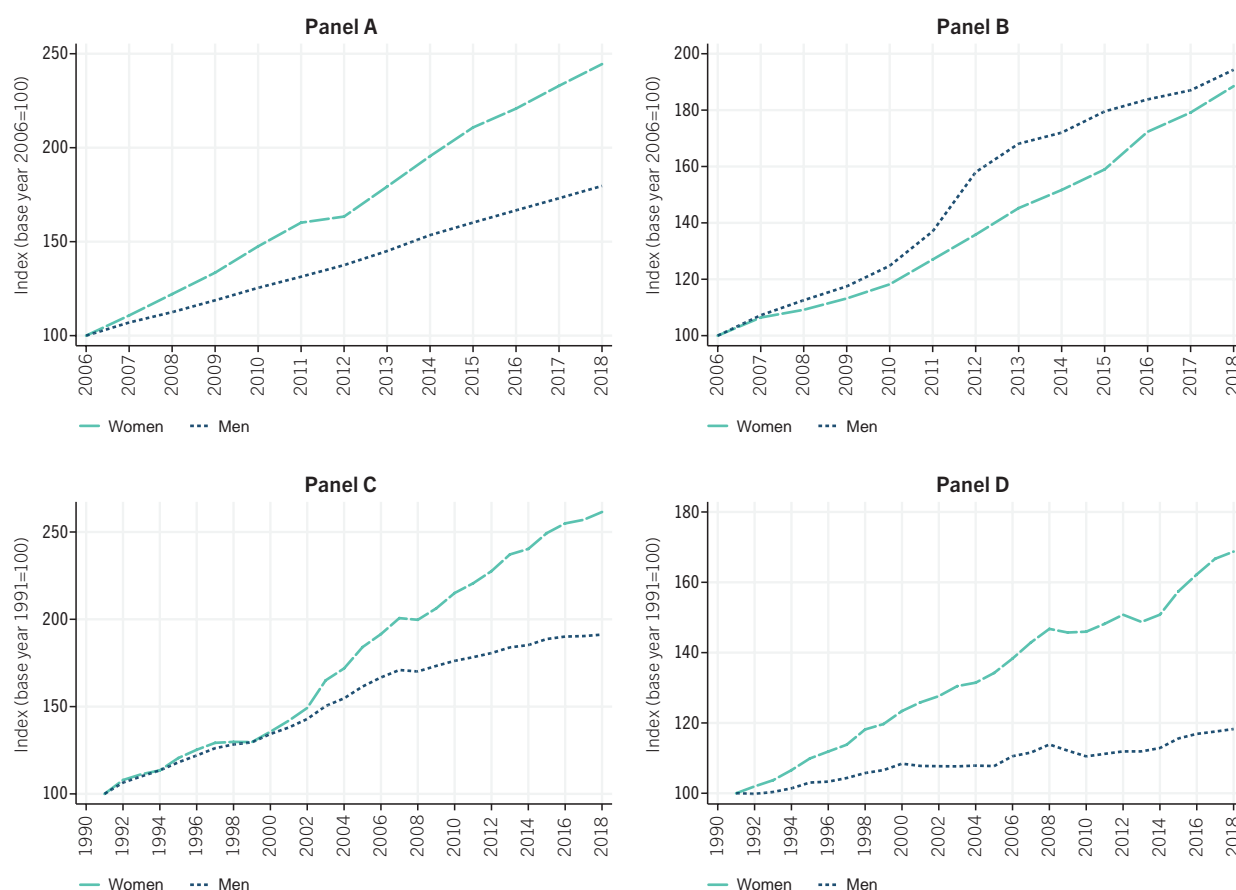 Panel A
Index (base year 2006=100)
250
200
150
100
2006 2007 2008 2009 2010 2011 2012 2013 2014 2015 2016 2017 2018
Women Men
Panel B
Index (base year 2006=100)
200
180
160
140
120
100
2006 2007 2008 2009 2010 2011 2012 2013 2014 2015 2016 2017 2018
Women Men
Panel C
Index (base year 1991=100)
250
200
150
100
1990 1992 1994 1996 1998 2000 2002 2004 2006 2008 2010 2012 2014 2016 2018
Women Men
Panel D
Index (base year 1991=100)
180
160
140
120
100
1990 1992 1994 1996 1998 2000 2002 2004 2006 2008 2010 2012 2014 2016 2018
Women Men